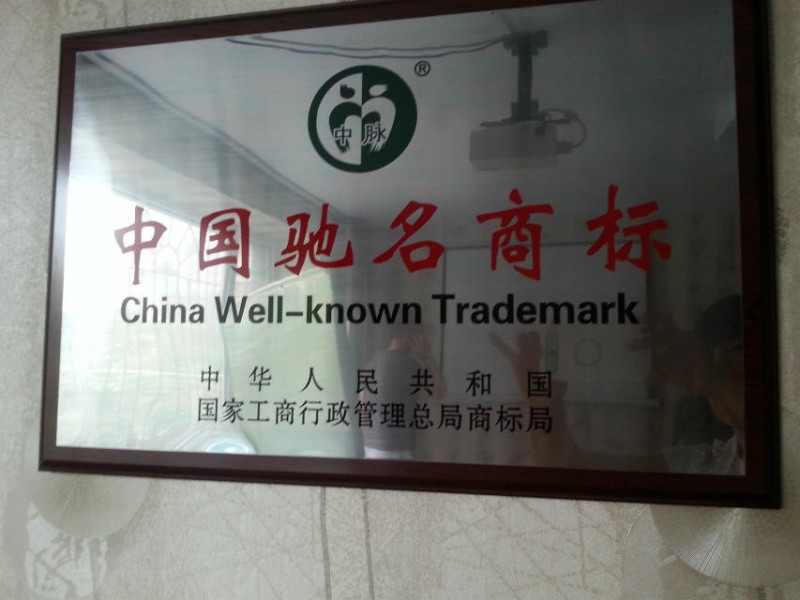 ®
中脉
中国驰名商标
China Well-known Trademark
中华人民共和国
国家工商行政管理总局商标局